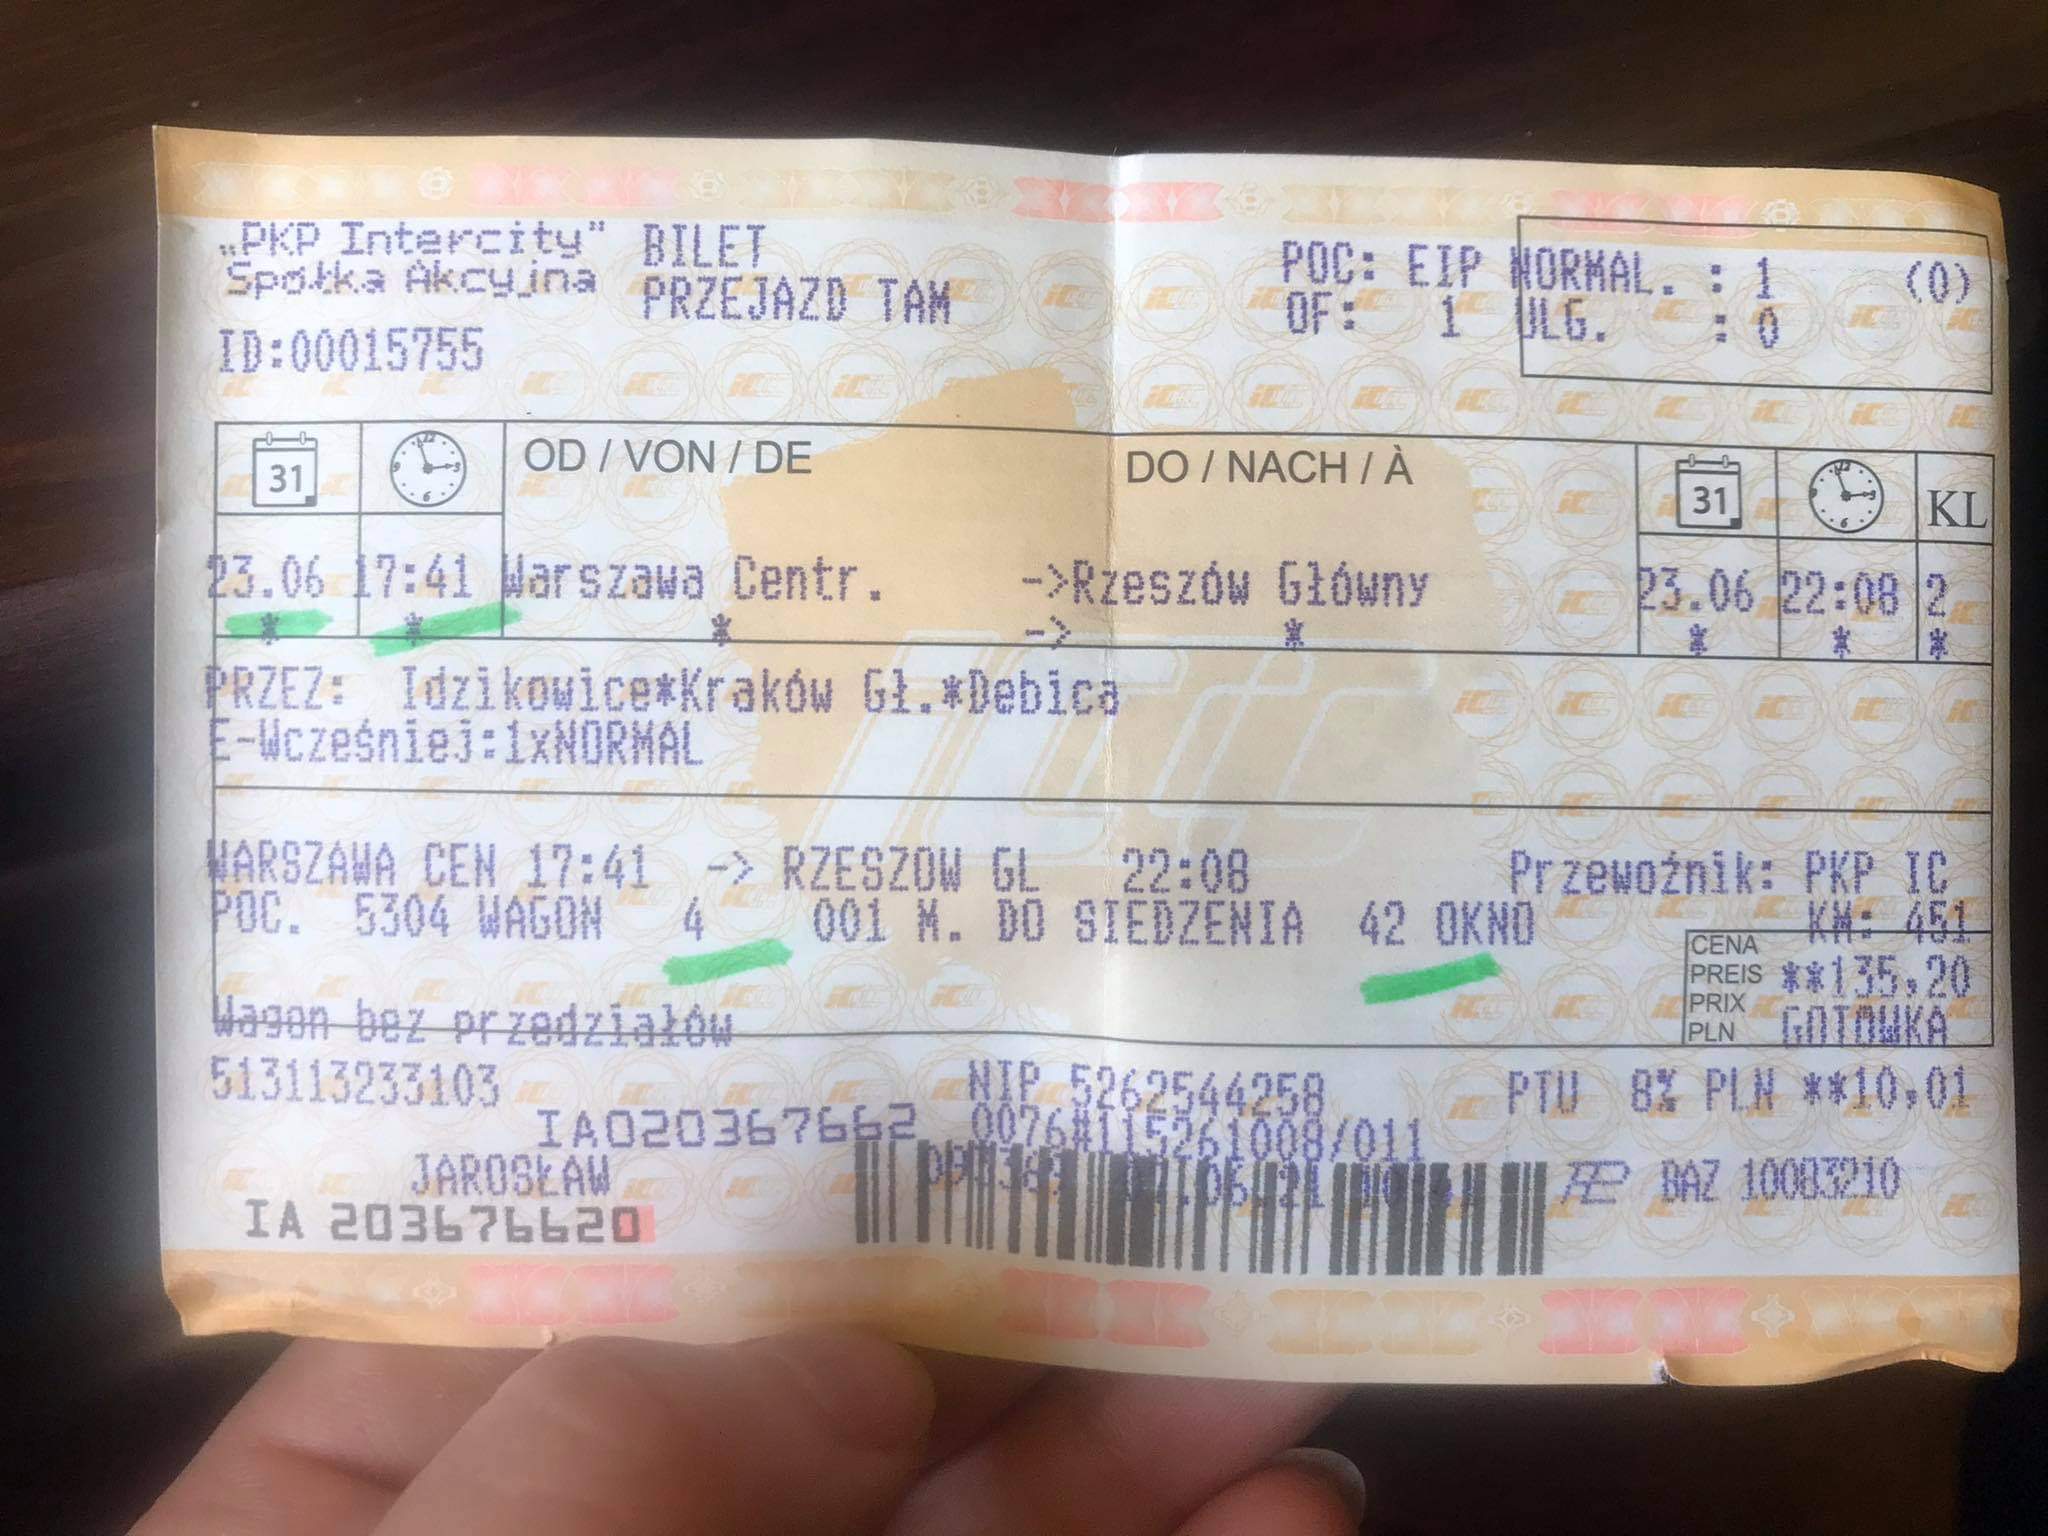 „PKP Intercity” BILET
Spółka Akcyjna PRZEJAZD TAM
POC: EIP NORMAL. : 1 (0)
OF: 1 ULG. : 0
ID:00015755
31 OD / VON / DE DO / NACH / À 31 KL
23.06 17:41 Warszawa Centr. ->Rzeszów Główny 23.06 22:08 2
* * * -> * * * *
PRZEZ: Idzikowice*Kraków Gł.*Debica
E-Wcześniej:1xNORMAL
WARSZAWA CEN 17:41 -> RZESZOW GL 22:08 Przewoźnik: PKP IC
POC. 5304 WAGON 4 001 M. DO SIEDZENIA 42 OKNO KM: 451
CENA
PREIS **135,20
PRIX
PLN GOTOWKA
Wagon bez przedziałów
513113233103 NIP 5262544258 PTU 8% PLN **10,01
IA020367662 0076#115261008/011
JAROSŁAW BAZ 10083210
IA 203676620